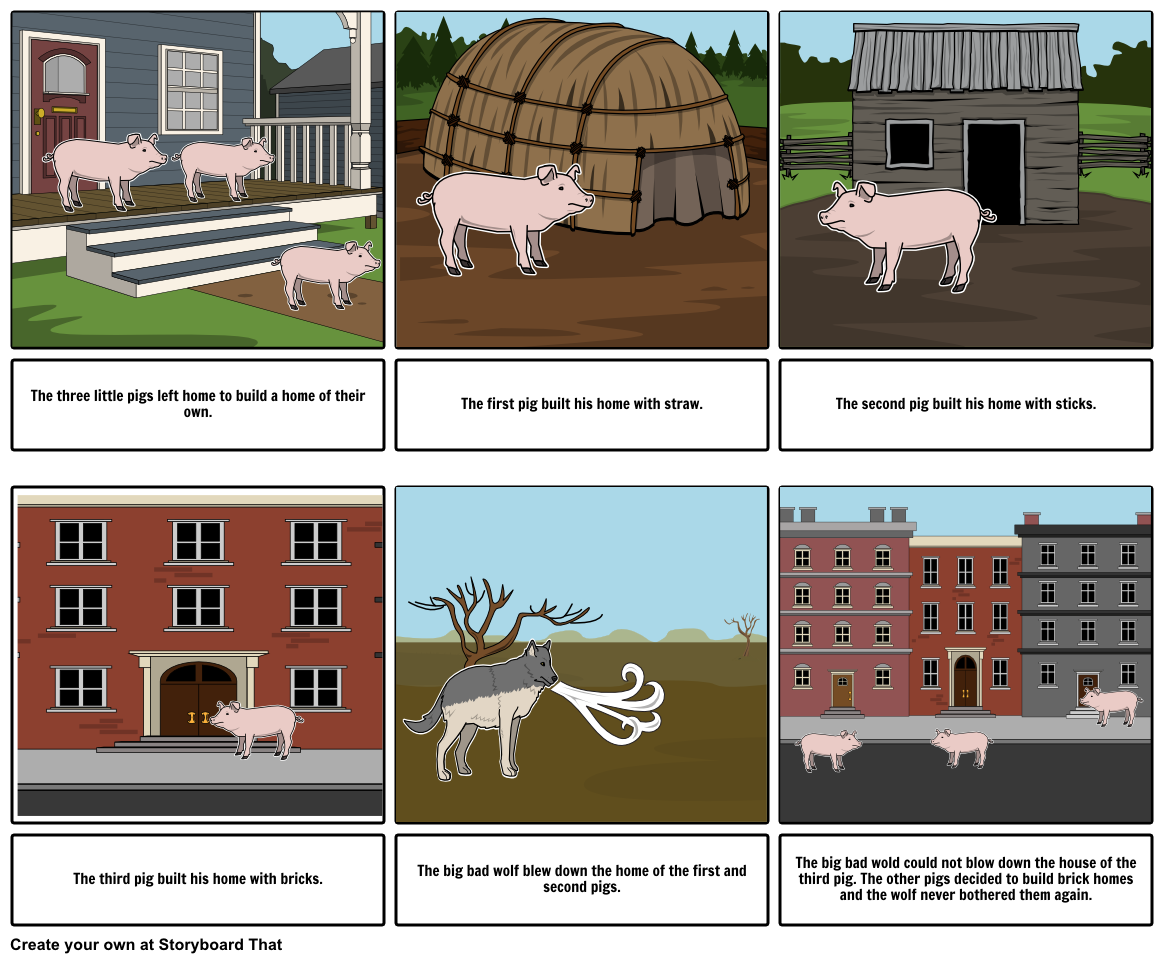 The three little pigs left home to build a home of their
own.
The first pig built his home with straw.
The second pig built his home with sticks.
The third pig built his home with bricks.
The big bad wolf blew down the home of the first and
second pigs.
The big bad wold could not blow down the house of the
third pig. The other pigs decided to build brick homes
and the wolf never bothered them again.
Create your own at Storyboard That